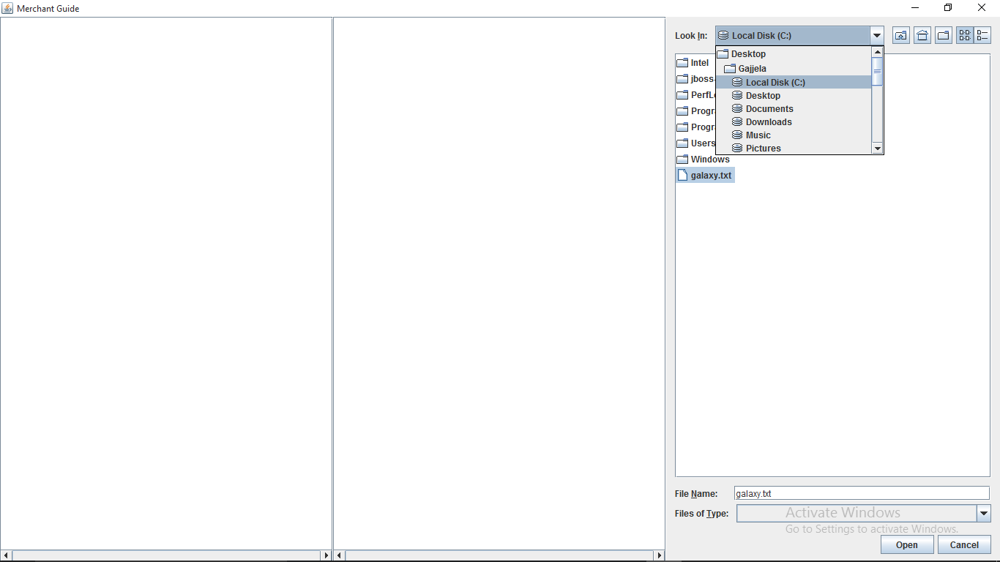 Merchant Guide
Look In: Local Disk (C:)
Desktop
Gajjela
Local Disk (C:)
Desktop
Documents
Downloads
Music
Pictures
Intel
jboss
PerfL
Progr
Progr
Users
Windows
galaxy.txt
File Name: galaxy.txt
Files of Type:
Activate Windows
Go to Settings to activate Windows.
Open Cancel